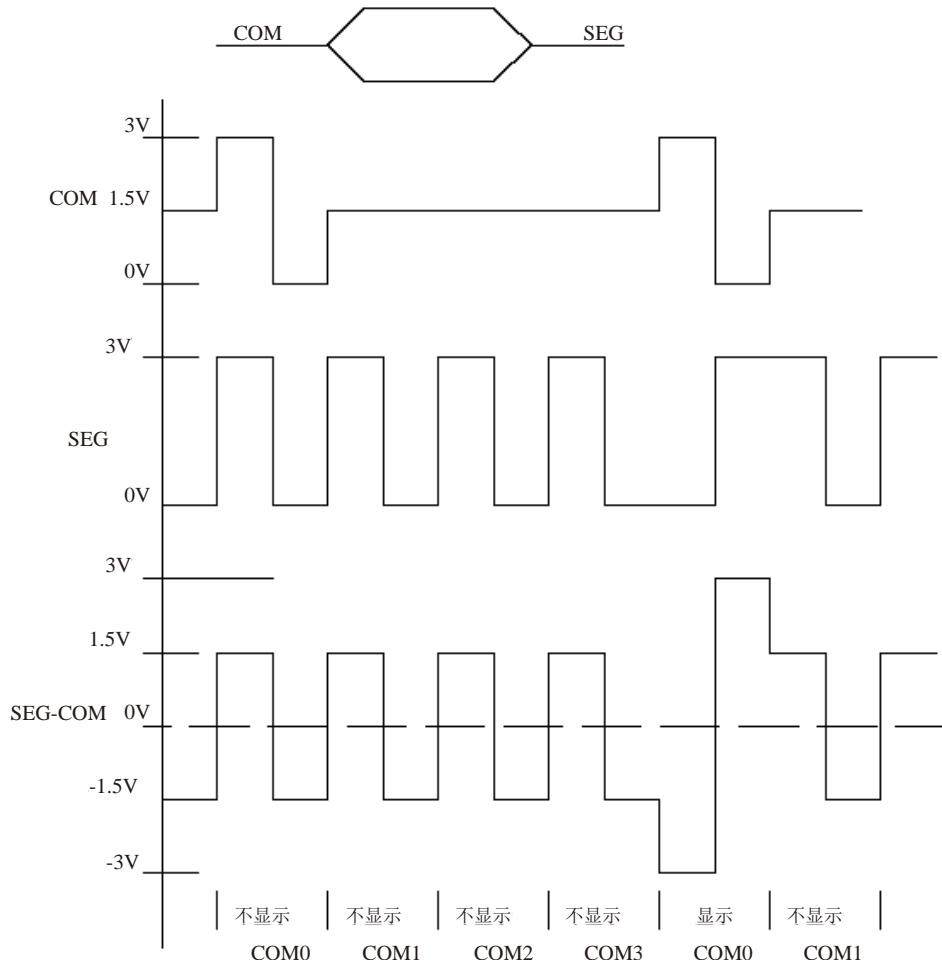 COM SEG
3V
COM 1.5V
0V
3V
SEG
0V
3V
1.5V
SEG-COM 0V
-1.5V
-3V
不显示 不显示 不显示 不显示 显示 不显示
COM0 COM1 COM2 COM3 COM0 COM1